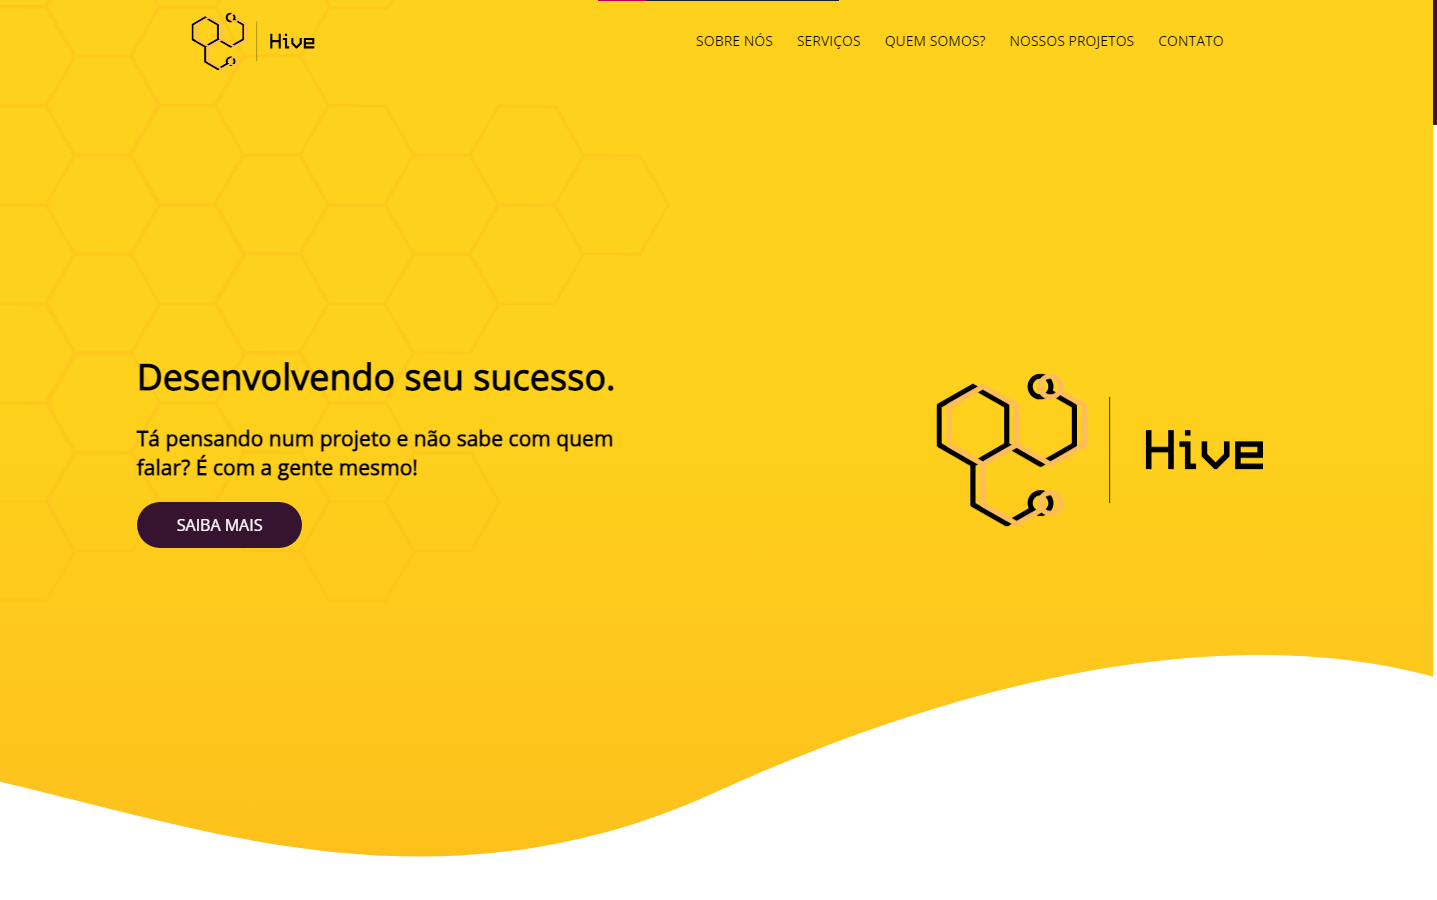 Hive
SOBRE NÓS
SERVIÇOS
QUEM SOMOS?
NOSSOS PROJETOS
CONTATO
Desenvolvendo seu sucesso.
Tá pensando num projeto e não sabe com quem
falar? É com a gente mesmo!
SAIBA MAIS
Hive